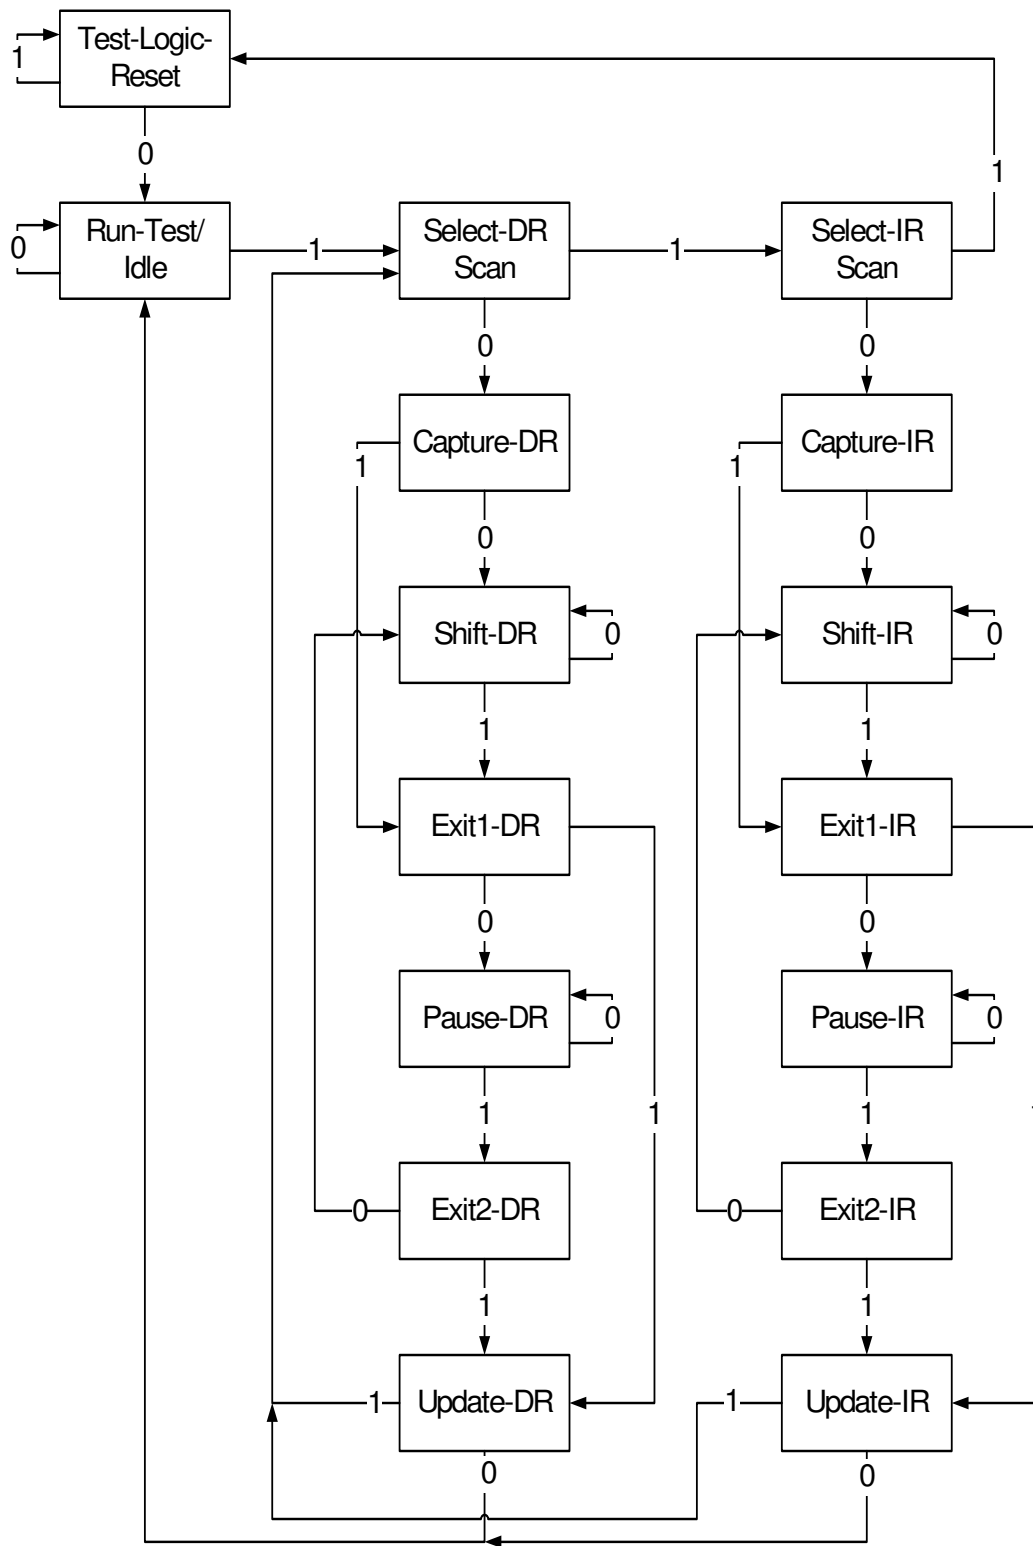 Test-Logic-
Reset
1
0
1
Run-Test/
Idle
0
1
Select-DR
Scan
1
Select-IR
Scan
0
0
Capture-DR
Capture-IR
1
1
0
0
Shift-DR
0
Shift-IR
0
1
1
Exit1-DR
Exit1-IR
0
0
Pause-DR
0
Pause-IR
0
1
1
1
0
Exit2-DR
0
Exit2-IR
1
1
1
Update-DR
1
Update-IR
0
0